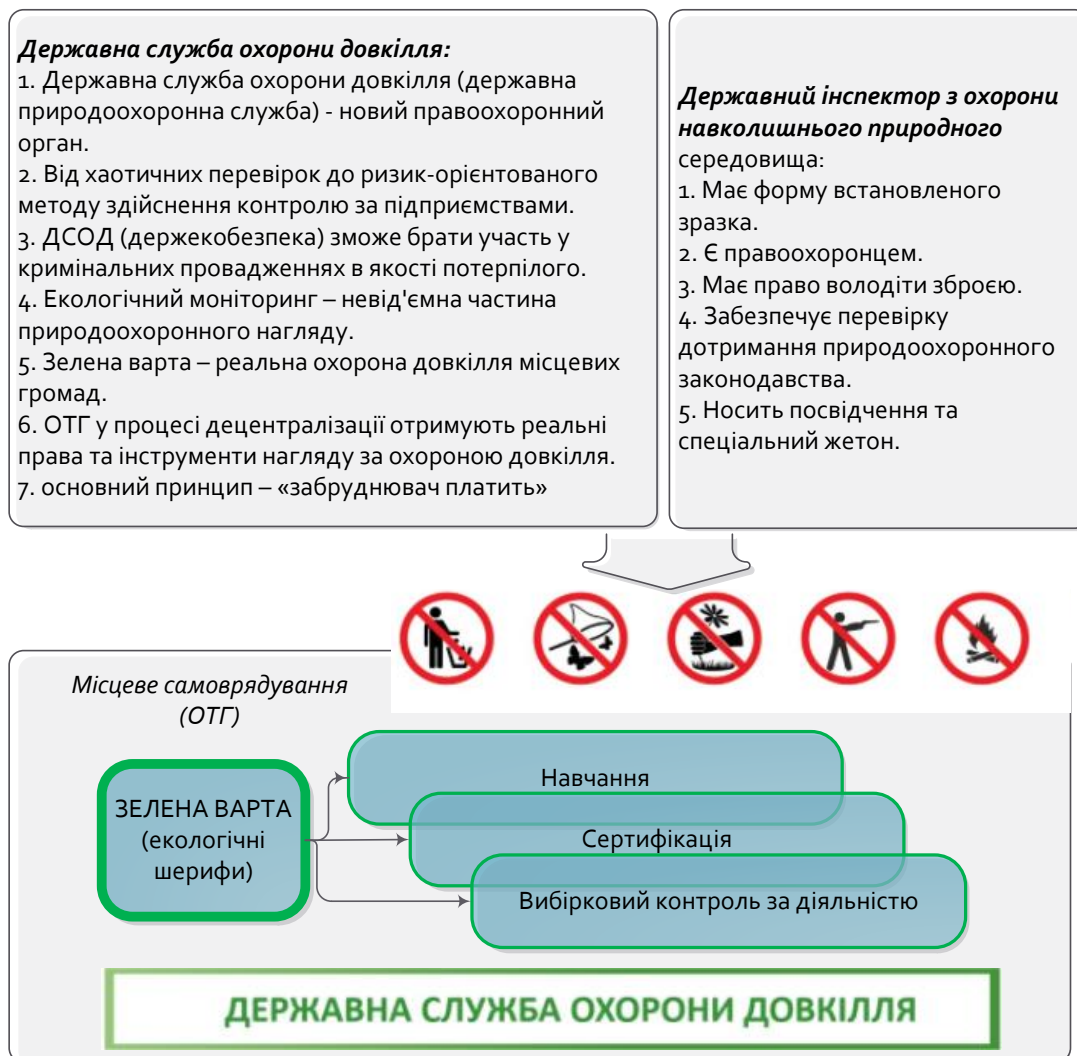 Державна служба охорони довкілля:
1. Державна служба охорони довкілля (державна
природоохоронна служба) - новий правоохоронний
орган.
2. Від хаотичних перевірок до ризик-орієнтованого
методу здійснення контролю за підприємствами.
3. ДСОД (держекобезпека) зможе брати участь у
кримінальних провадженнях в якості потерпілого.
4. Екологічний моніторинг – невід'ємна частина
природоохоронного нагляду.
5. Зелена варта – реальна охорона довкілля місцевих
громад.
6. ОТГ у процесі децентралізації отримують реальні
права та інструменти нагляду за охороною довкілля.
7. основний принцип – «забруднювач платить»
Державний інспектор з охорони
навколишнього природного
середовища:
1. Має форму встановленого
зразка.
2. Є правоохоронцем.
3. Має право володіти зброєю.
4. Забезпечує перевірку
дотримання природоохоронного
законодавства.
5. Носить посвідчення та
спеціальний жетон.
Місцеве самоврядування
(ОТГ)
ЗЕЛЕНА ВАРТА
(екологічні
шерифи)
Навчання
Сертифікація
Вибірковий контроль за діяльністю
ДЕРЖАВНА СЛУЖБА ОХОРОНИ ДОВКІЛЛЯ